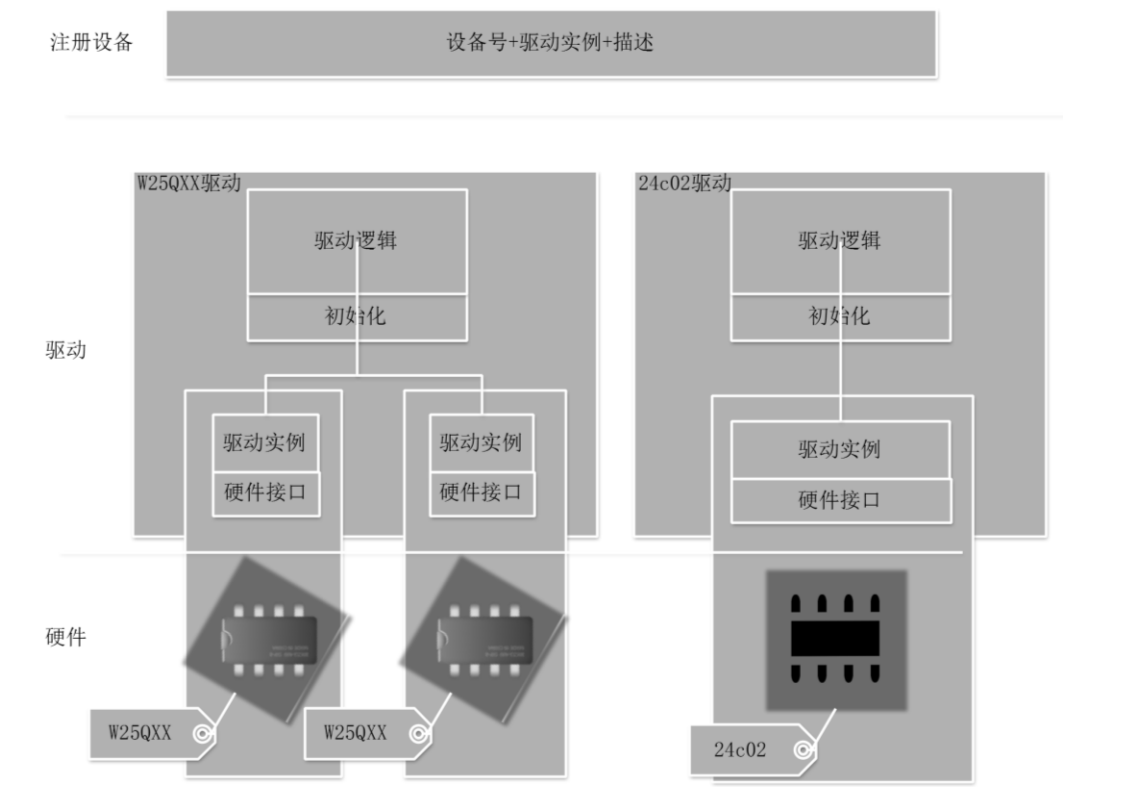 注册设备
设备号+驱动实例+描述
W25QXX驱动
24c02驱动
驱动逻辑
驱动逻辑
初始化
初始化
驱动
驱动实例
驱动实例
驱动实例
硬件接口
硬件接口
硬件接口
硬件
W25QXX
W25QXX
24c02